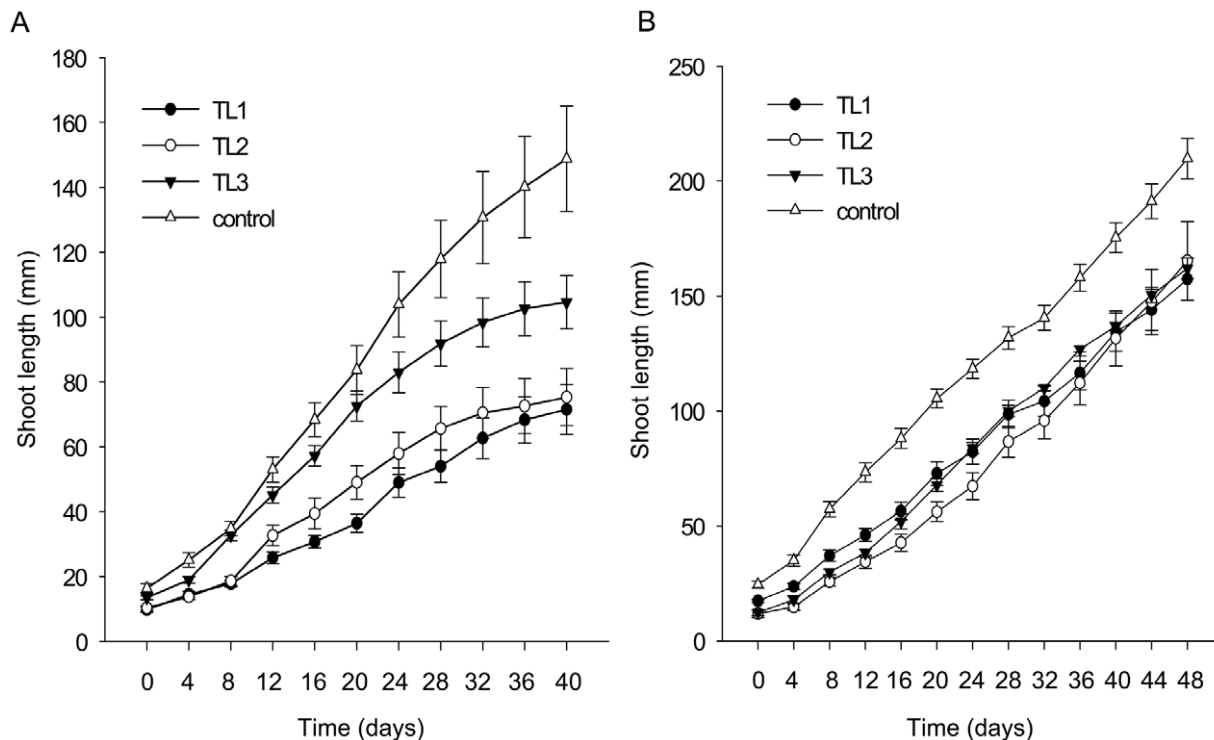 A
180
160
140
120
100
80
60
40
20
0
Shoot length (mm)
TL1
TL2
TL3
control
0 4 8 12 16 20 24 28 32 36 40
Time (days)
B
250
200
150
100
50
0
Shoot length (mm)
TL1
TL2
TL3
control
0 4 8 12 16 20 24 28 32 36 40 44 48
Time (days)